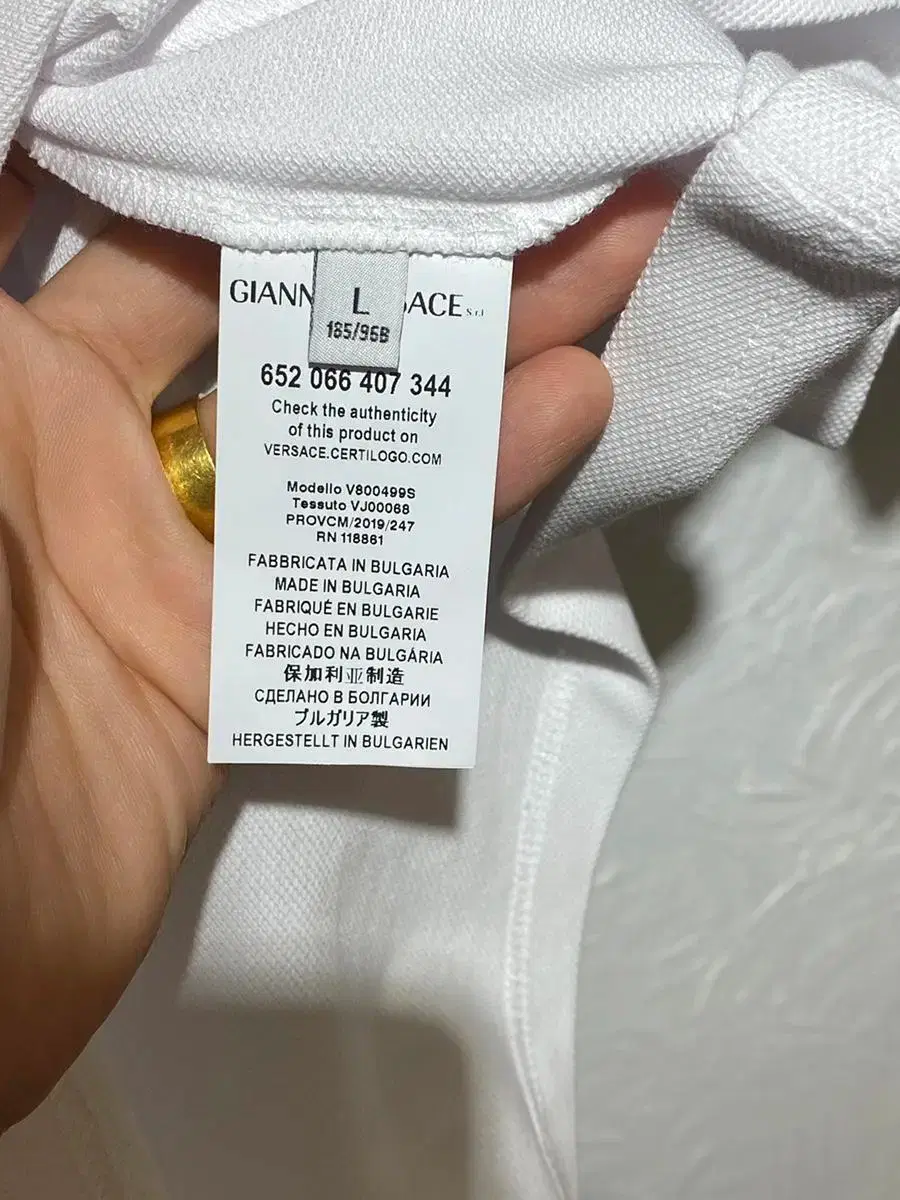 GIANN ACE S.r.l
L
185/96B
652 066 407 344
Check the authenticity
of this product on
VERSACE.CERTILOGO.COM
Modello V800499S
Tessuto VJ00068
PROVCM/2019/247
RN 118861
FABBRICATA IN BULGARIA
MADE IN BULGARIA
FABRIQUÉ EN BULGARIE
HECHO EN BULGARIA
FABRICADO NA BULGÁRIA
保加利亚制造
СДЕЛАНО В БОЛГАРИИ
ブルガリア製
HERGESTELLT IN BULGARIEN